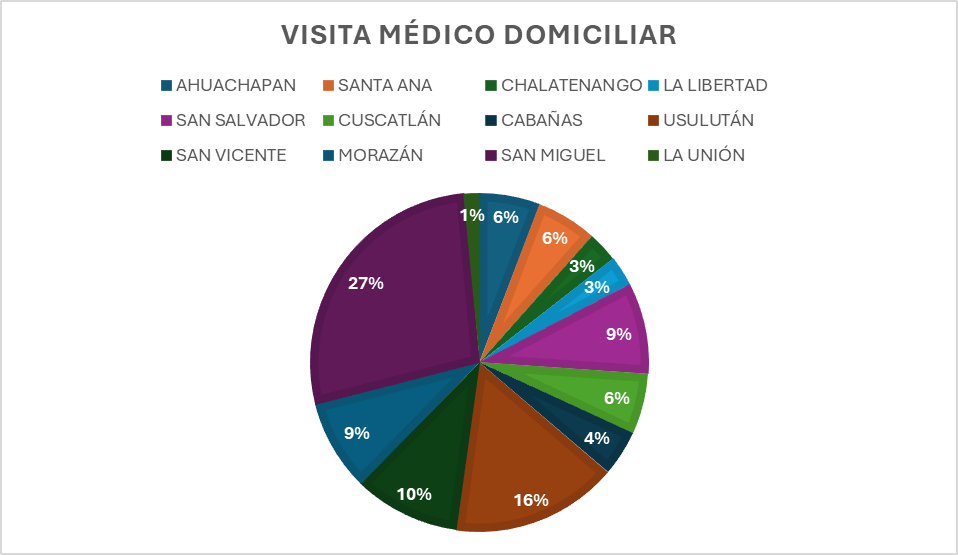 VISITA MÉDICO DOMICILIAR
AHUACHAPAN SANTA ANA CHALATENANGO LA LIBERTAD
SAN SALVADOR CUSCATLÁN CABAÑAS USULUTÁN
SAN VICENTE MORAZÁN SAN MIGUEL LA UNIÓN
1% 6%
6%
3%
27% 3%
9%
6%
9% 4%
10% 16%